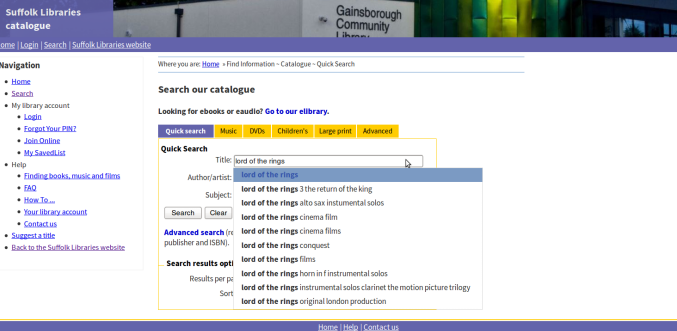 Suffolk Libraries
catalogue
Gainsborough
Community
Library
ome | Login | Search | Suffolk Libraries website
Navigation
Home
Search
My library account
Login
Forgot Your PIN?
Join Online
My SavedList
Help
Finding books, music and films
FAQ
How To ...
Your library account
Contact us
Suggest a title
Back to the Suffolk Libraries website
Where you are: Home » Find Information ~ Catalogue ~ Quick Search
Search our catalogue
Looking for ebooks or eaudio? Go to our elibrary.
Quick search Music DVDs Children's Large print Advanced
Quick Search
Title: lord of the rings
lord of the rings
Author/artist:
lord of the rings 3 the return of the king
Subject:
lord of the rings alto sax instumental solos
Search Clear
lord of the rings cinema film
Advanced search (re
lord of the rings cinema films
publisher and ISBN).
lord of the rings conquest
Search results opti
lord of the rings films
Results per pa
lord of the rings horn in f instrumental solos
Sort
lord of the rings instrumental solos clarinet the motion picture trilogy
lord of the rings original london production
Home | Help | Contact us